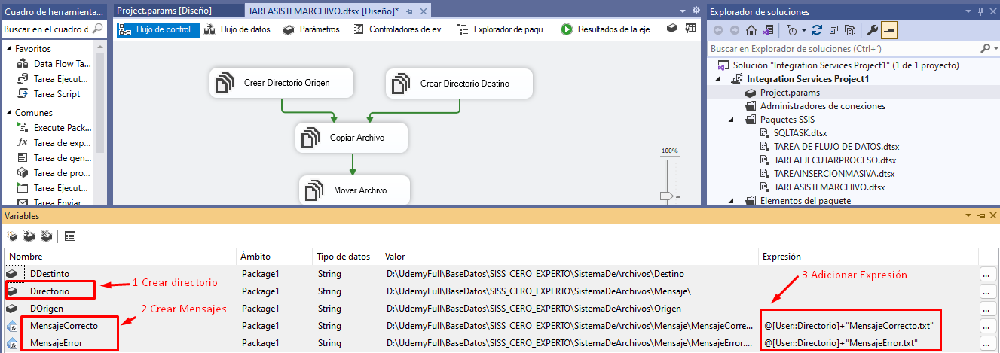 Cuadro de herramienta...
Buscar en el cuadro d
Favoritos
Data Flow Ta...
Tarea Ejecut...
Tarea Script
Comunes
Execute Pack...
Tarea de exp...
Tarea de gen...
Tarea de pro...
Tarea Ejecut...
Tarea Enviar
Project.params [Diseño]
TAREASISTEMARCHIVO.dtsx [Diseño]*
Flujo de control
Flujo de datos
Parámetros
Controladores de ev...
Explorador de paqu...
Resultados de la eje...
Crear Directorio Origen
Crear Directorio Destino
Copiar Archivo
Mover Archivo
100%
Explorador de soluciones
Buscar en Explorador de soluciones (Ctrl+´)
Solución "Integration Services Project1" (1 de 1 proyecto)
Integration Services Project1
Project.params
Administradores de conexiones
Paquetes SSIS
SQLTASK.dtsx
TAREA DE FLUJO DE DATOS.dtsx
TAREAEJECUTARPROCESO.dtsx
TAREAINSERCIONMASIVA.dtsx
TAREASISTEMARCHIVO.dtsx
Elementos del paquete
Variables
Nombre Ámbito Tipo de datos Valor Expresión
DDestinto Package1 String D:\UdemyFull\BaseDatos\SISS_CERO_EXPERTO\SistemaDeArchivos\Destino ...
Directorio Package1 String D:\UdemyFull\BaseDatos\SISS_CERO_EXPERTO\SistemaDeArchivos\Mensaje\ ...
DOrigen Package1 String D:\UdemyFull\BaseDatos\SISS_CERO_EXPERTO\SistemaDeArchivos\Origen ...
MensajeCorrecto Package1 String D:\UdemyFull\BaseDatos\SISS_CERO_EXPERTO\SistemaDeArchivos\Mensaje\MensajeCorre... @[User::Directorio]+"MensajeCorrecto.txt" ...
MensajeError Package1 String D:\UdemyFull\BaseDatos\SISS_CERO_EXPERTO\SistemaDeArchivos\Mensaje\MensajeError.... @[User::Directorio]+"MensajeError.txt" ...
1 Crear directorio
2 Crear Mensajes
3 Adicionar Expresión